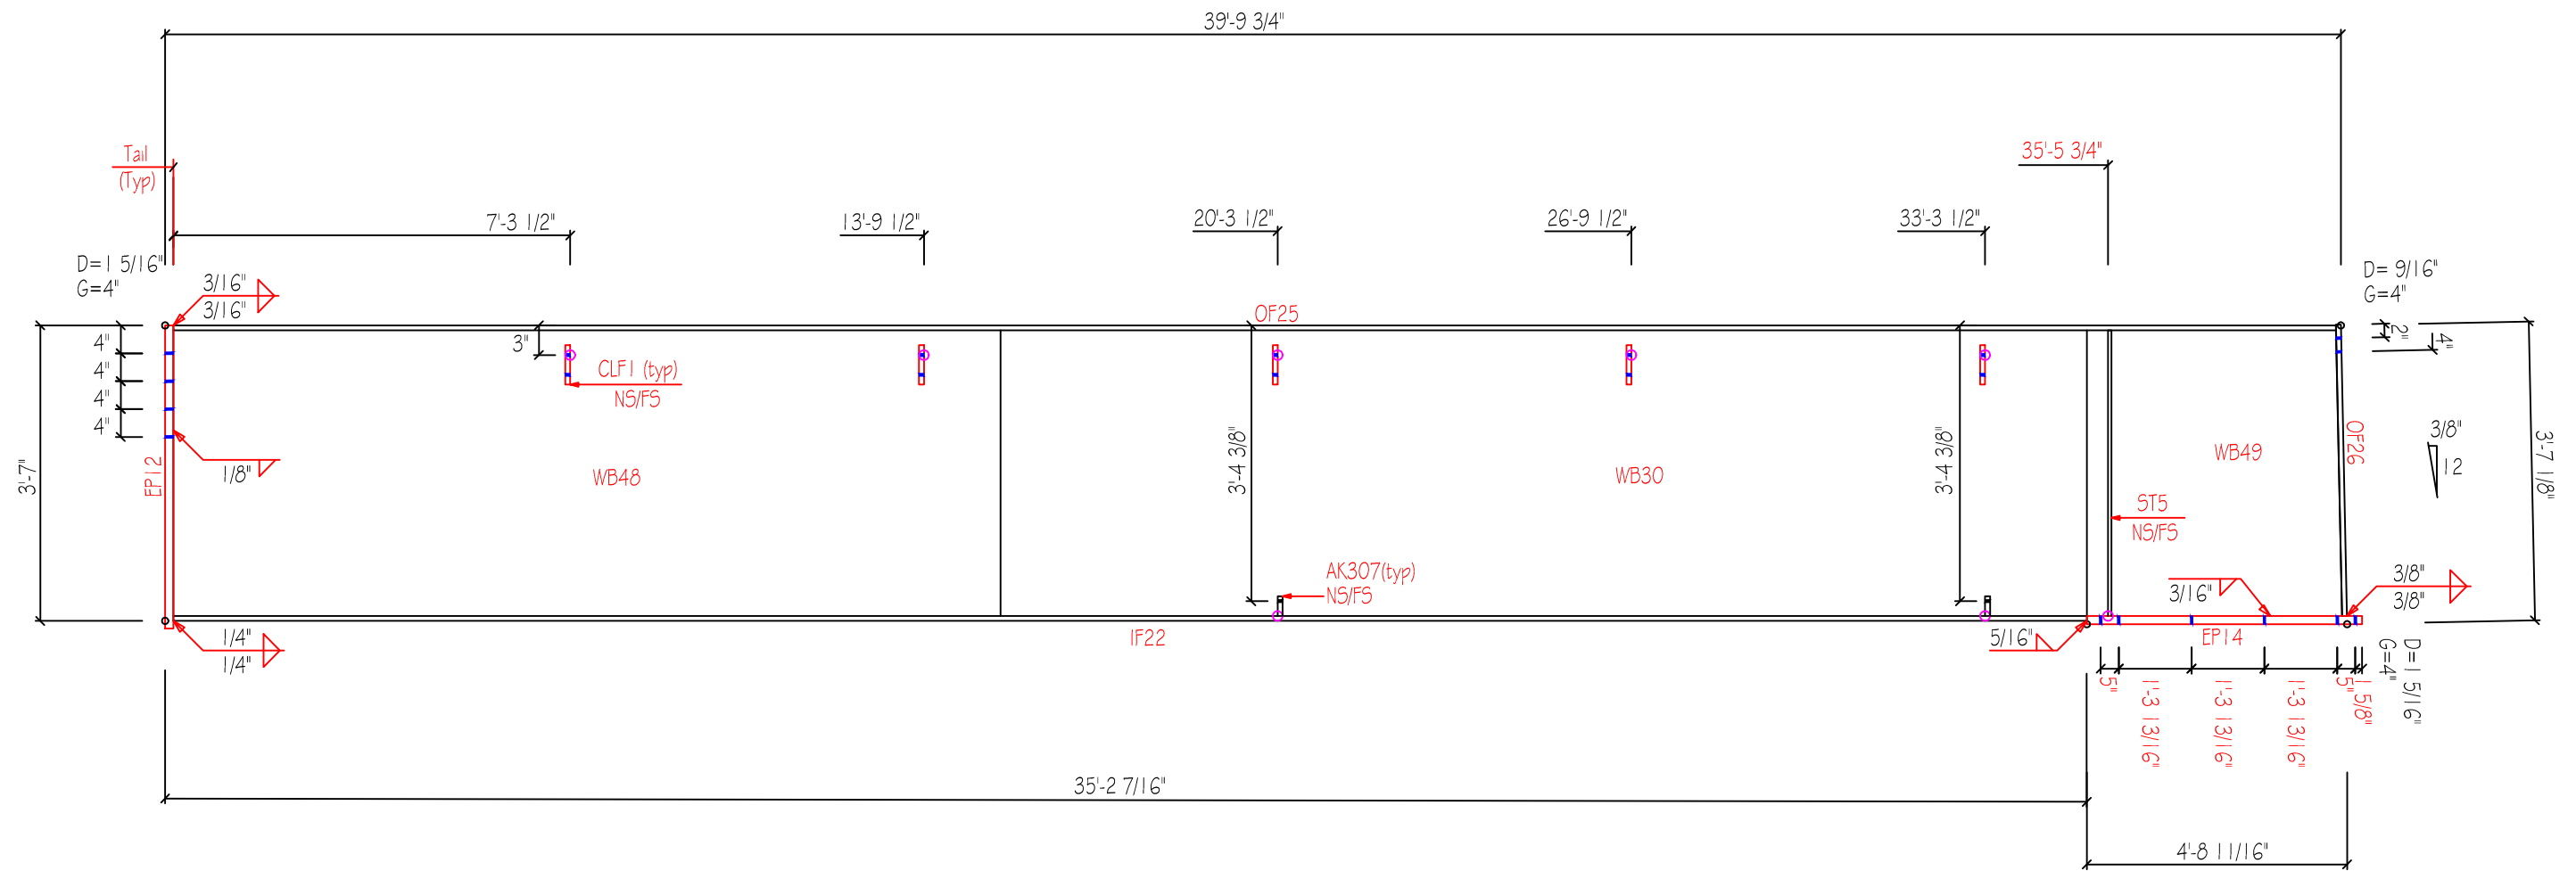 39'-9 3/4"
Tail
(Typ)
35'-5 3/4"
7'-3 1/2"
13'-9 1/2"
20'-3 1/2"
26'-9 1/2"
33'-3 1/2"
D=1 5/16"
G=4"
3/16"
3/16"
D= 9/16"
G=4"
OF25
3"
4"
4"
4"
4"
CLF1 (typ)
NS/FS
2"
4"
3'-7"
EP12
1/8"
WB48
3'-4 3/8"
WB30
3'-4 3/8"
WB49
OF26
3/8"
12
3'-7 1/8"
ST5
NS/FS
AK307(typ)
NS/FS
3/16"
3/8"
3/8"
1/4"
1/4"
IF22
5/16"
EP14
D=1 5/16"
G=4"
5"
1'-3 13/16"
1'-3 13/16"
1'-3 13/16"
5"
1 5/8"
35'-2 7/16"
4'-8 11/16"